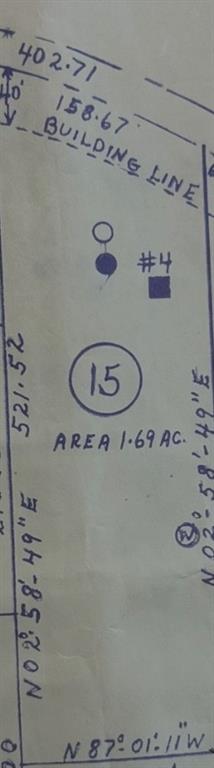 402.71
158.67
40'
BUILDING LINE
#4
15
AREA 1.69 AC.
521.52
N 02°-58'-49"E
N 02°-58'-49"E
N 87°-01'-11"W